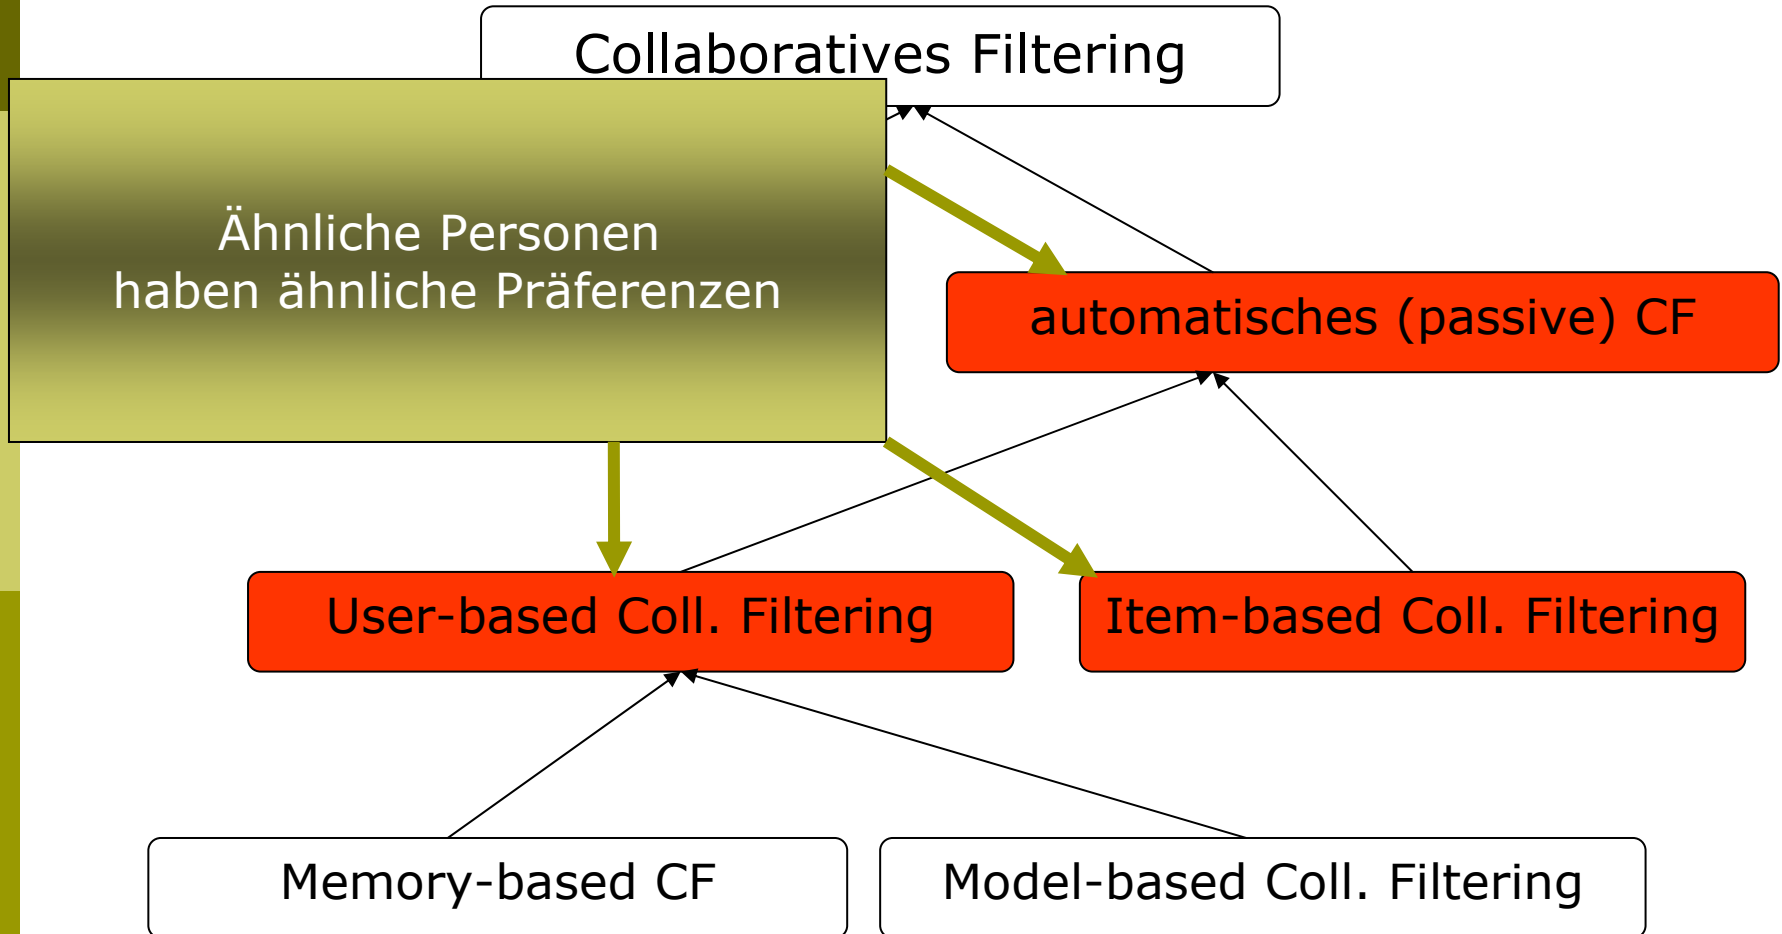 Collaboratives Filtering
Ähnliche Personen
haben ähnliche Präferenzen
automatisches (passive) CF
User-based Coll. Filtering
Item-based Coll. Filtering
Memory-based CF
Model-based Coll. Filtering